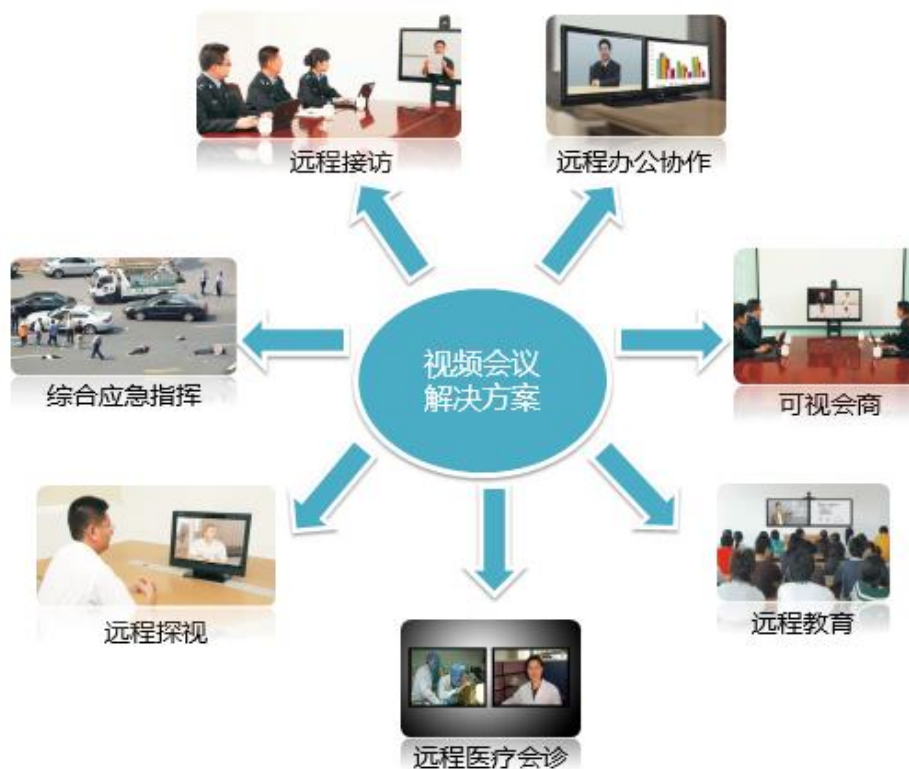 远程接访
远程办公协作
视频会议
解决方案
综合应急指挥
可视会商
远程探视
远程教育
远程医疗会诊